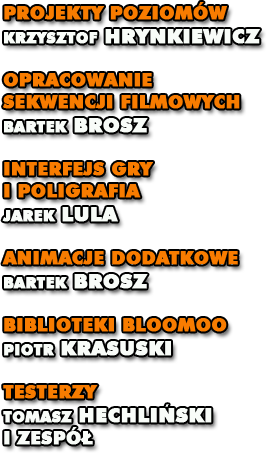 PROJEKTY POZIOMÓW
KRZYSZTOF HRYNKIEWICZ
OPRACOWANIE
SEKWENCJI FILMOWYCH
BARTEK BROSZ
INTERFEJS GRY
I POLIGRAFIA
JAREK LULA
ANIMACJE DODATKOWE
BARTEK BROSZ
BIBLIOTEKI BLOOMOO
PIOTR KRASUSKI
TESTERZY
TOMASZ HECHLIŃSKI
I ZESPÓŁ